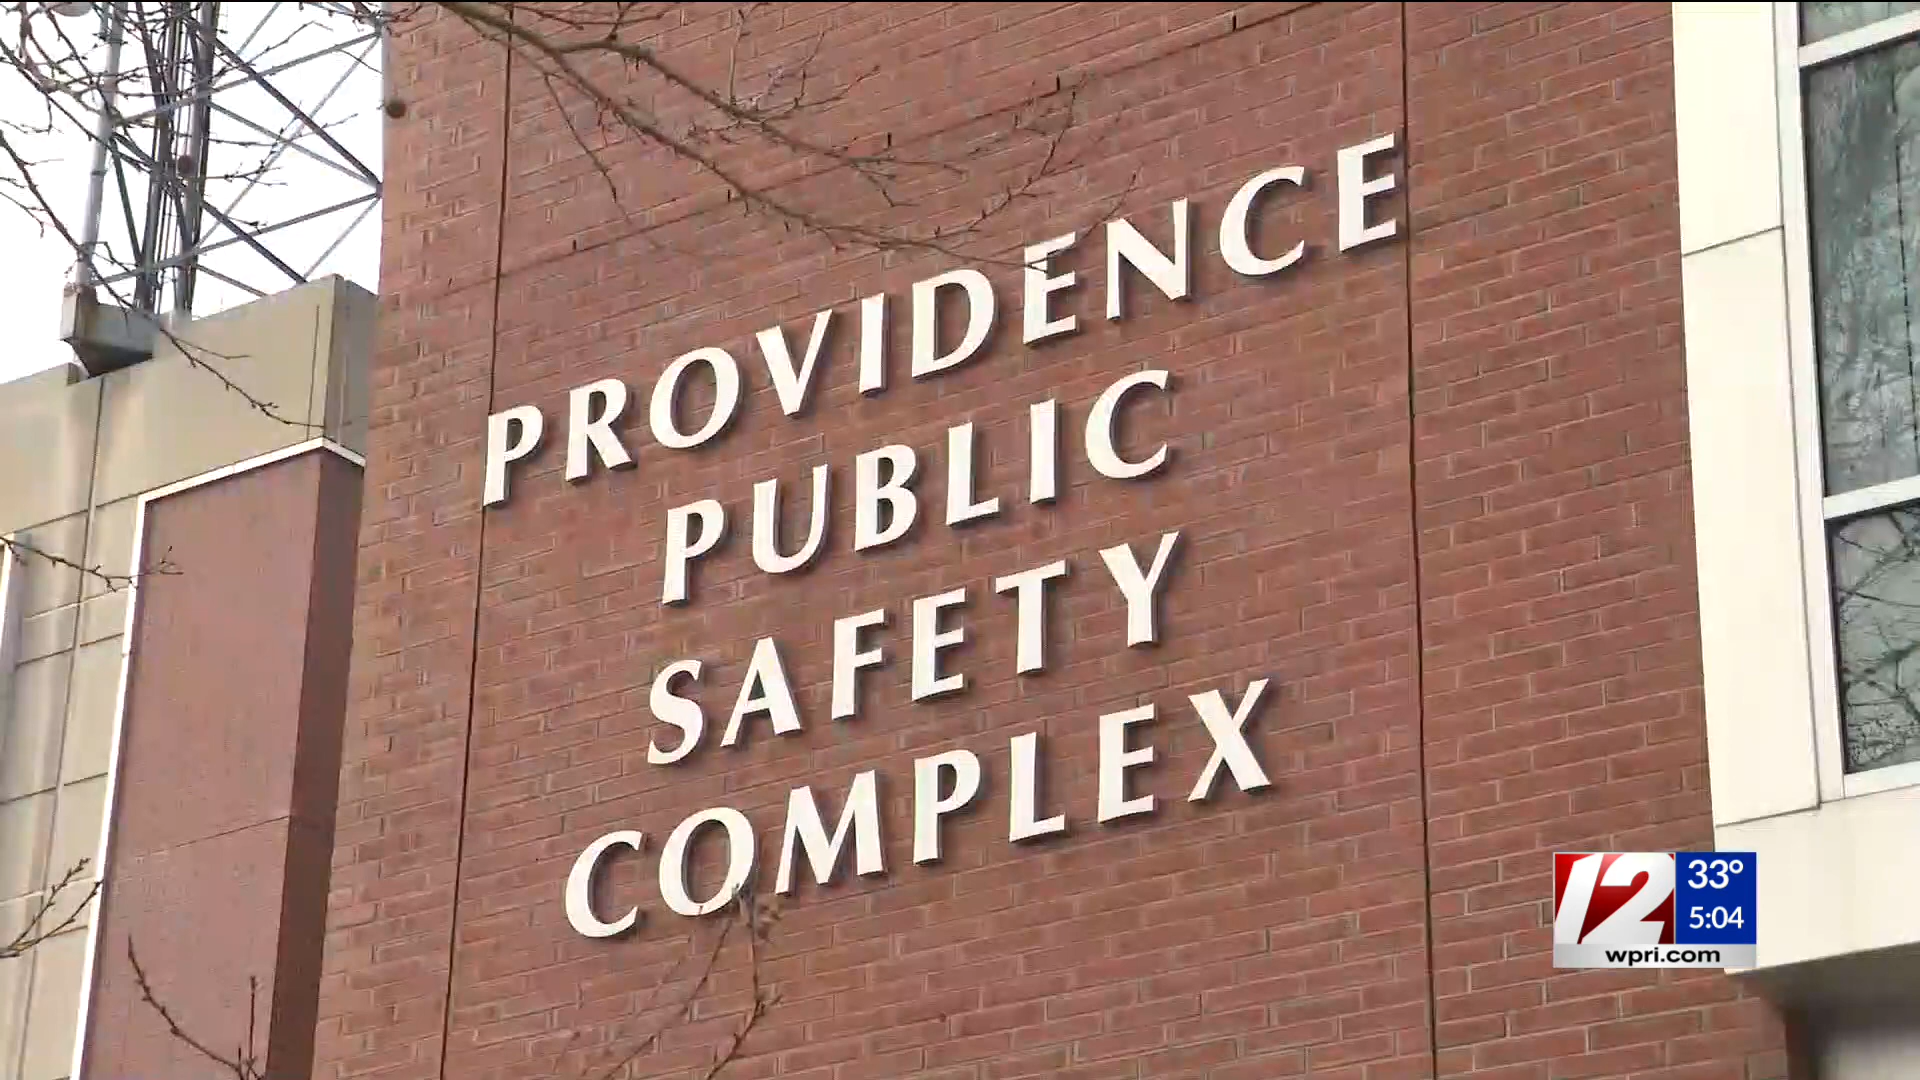 PROVIDENCE
PUBLIC
SAFETY
COMPLEX
12
33°
5:04
wpri.com